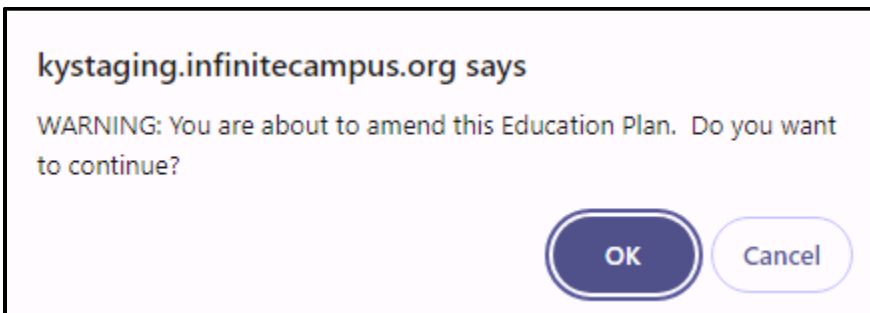 kystaging.infinitecampus.org says
WARNING: You are about to amend this Education Plan.  Do you want
to continue?
OK
Cancel